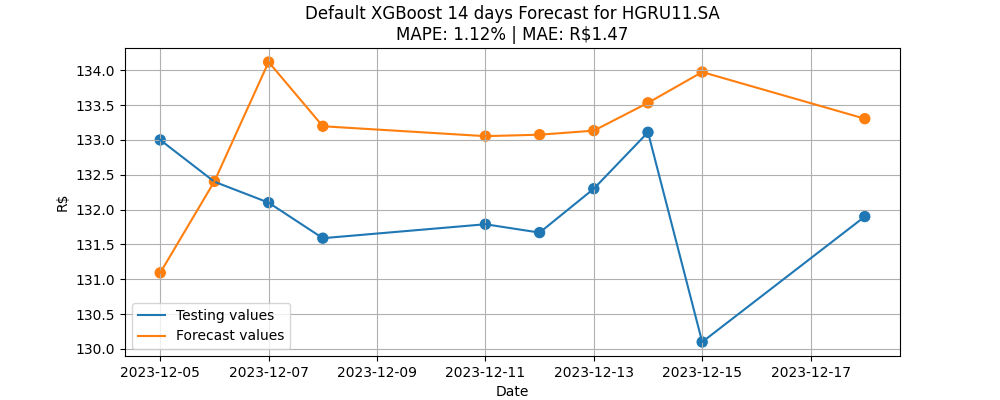 Default XGBoost 14 days Forecast for HGRU11.SA
MAPE: 1.12% | MAE: R$1.47
134.0
133.5
133.0
132.5
132.0
131.5
131.0
130.5
130.0
R$
Testing values
Forecast values
2023-12-05 2023-12-07 2023-12-09 2023-12-11 2023-12-13 2023-12-15 2023-12-17
Date